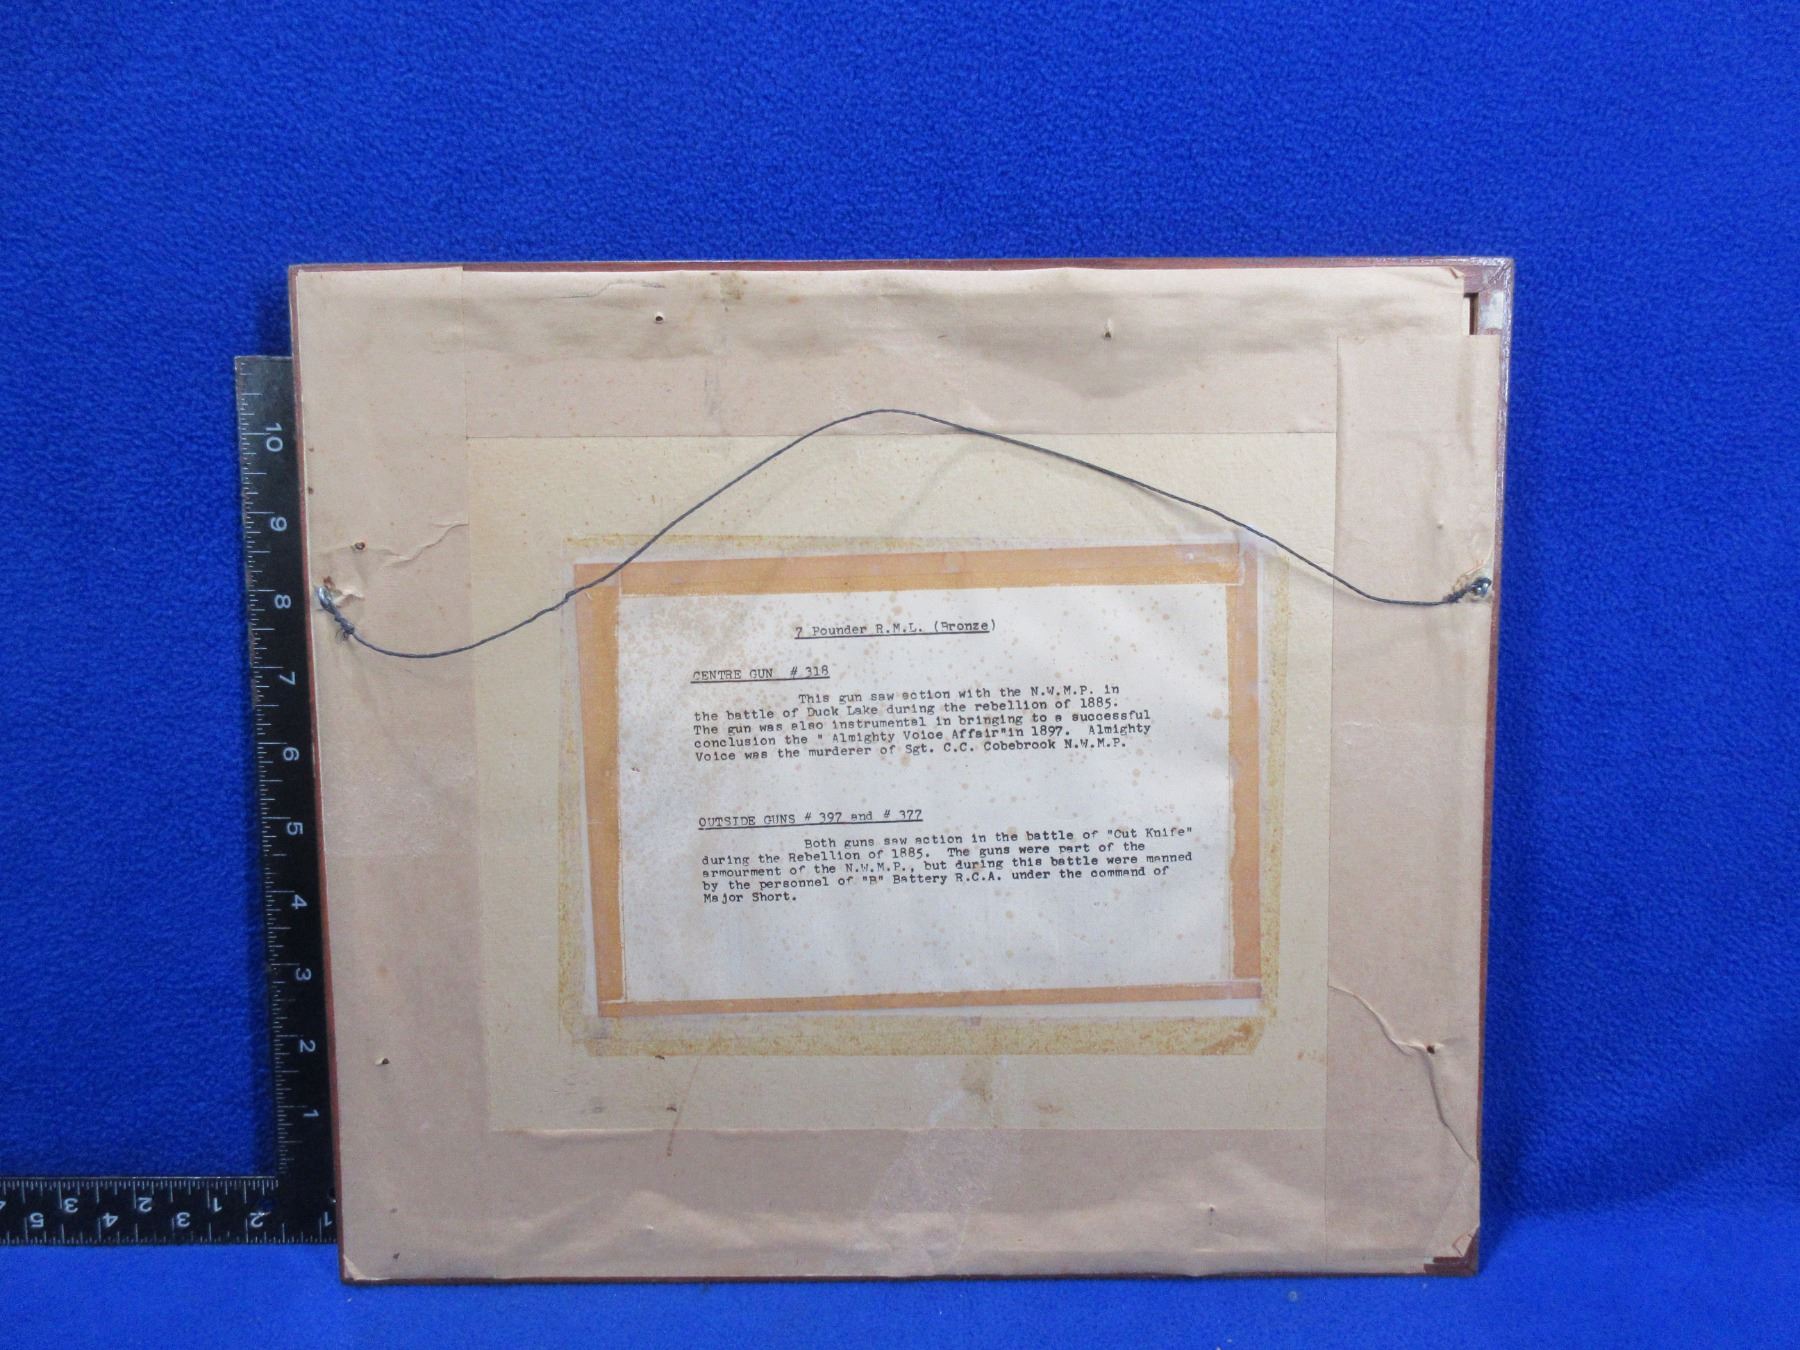 7 Pounder R.M.L. (Bronze)
CENTRE GUN # 318
This gun saw action with the N.W.M.P. in
the battle of Duck Lake during the rebellion of 1885.
The gun was also instrumental in bringing to a successful
conclusion the " Almighty Voice Affair"in 1897. Almighty
Voice was the murderer of Sgt. C.C. Cobebrook N.W.M.P.
OUTSIDE GUNS # 397 and # 377
Both guns saw action in the battle of "Cut Knife"
during the Rebellion of 1885. The guns were part of the
armourment of the N.W.M.P., but during this battle were manned
by the personnel of "B" Battery R.C.A. under the command of
Major Short.
10
9
8
7
6
5
4
3
2
1
3 2 1
5 4 3 2 1